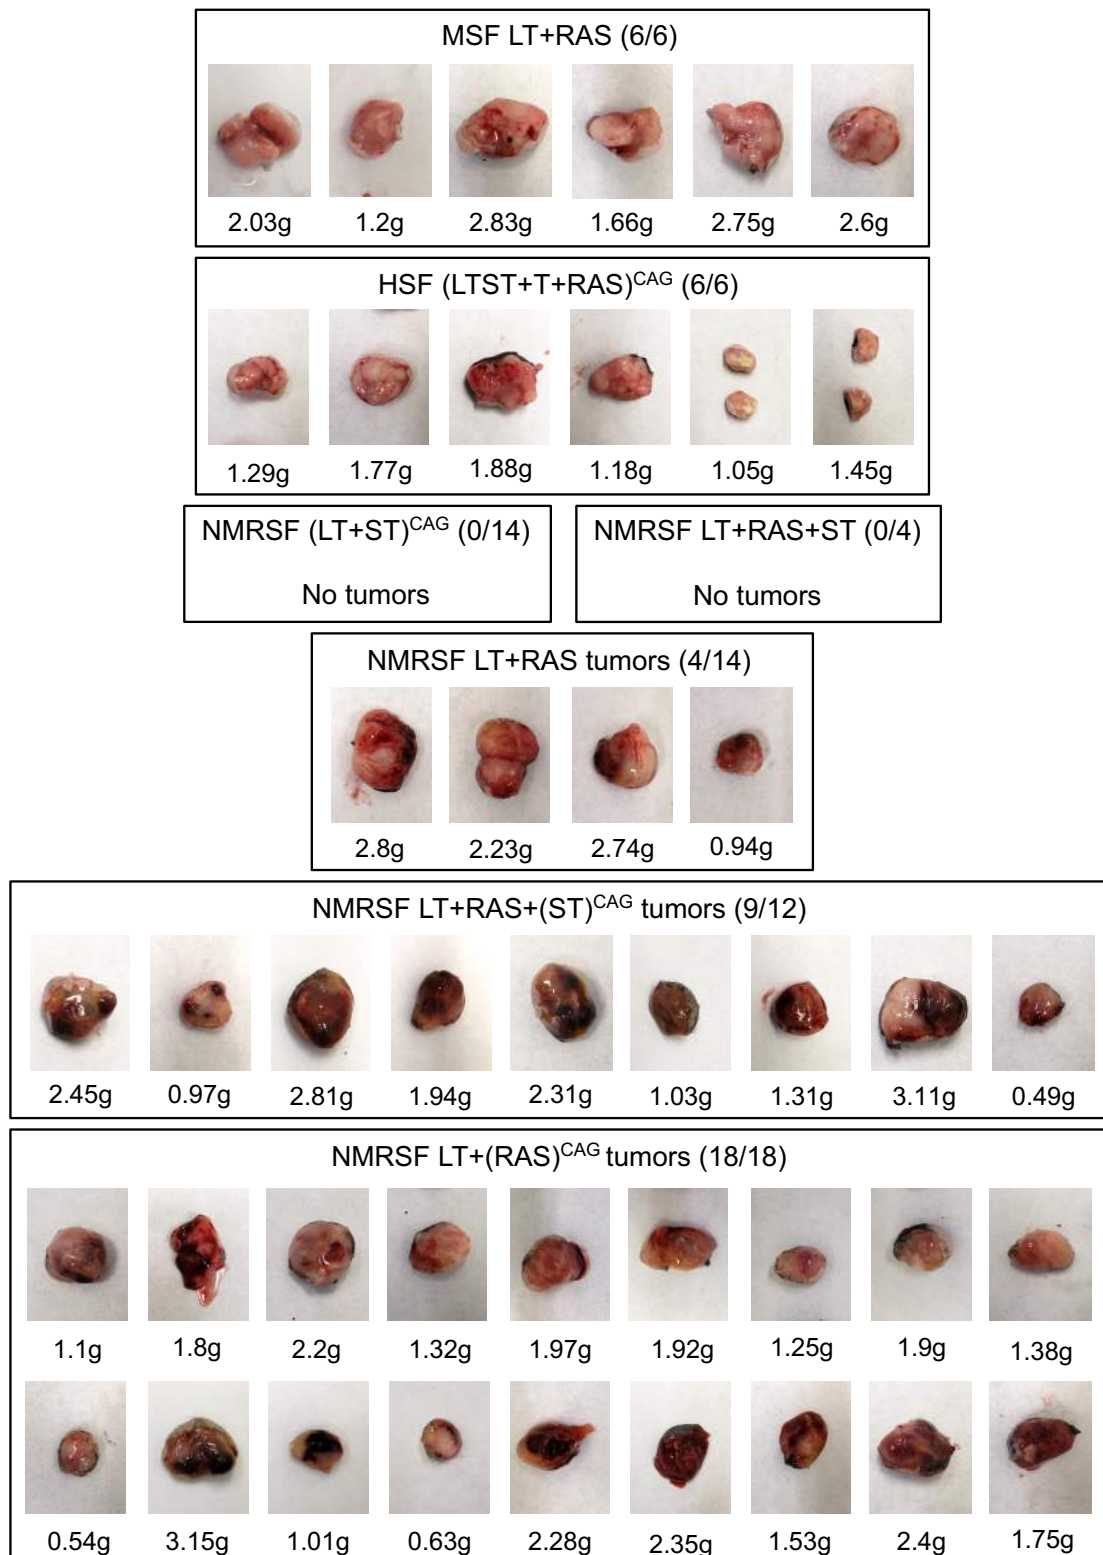 MSF LT+RAS (6/6)
2.03g 1.2g 2.83g 1.66g 2.75g 2.6g
HSF (LTST+T+RAS)^CAG (6/6)
1.29g 1.77g 1.88g 1.18g 1.05g 1.45g
NMRSF (LT+ST)^CAG (0/14)
No tumors
NMRSF LT+RAS+ST (0/4)
No tumors
NMRSF LT+RAS tumors (4/14)
2.8g 2.23g 2.74g 0.94g
NMRSF LT+RAS+(ST)^CAG tumors (9/12)
2.45g 0.97g 2.81g 1.94g 2.31g 1.03g 1.31g 3.11g 0.49g
NMRSF LT+(RAS)^CAG tumors (18/18)
1.1g 1.8g 2.2g 1.32g 1.97g 1.92g 1.25g 1.9g 1.38g
0.54g 3.15g 1.01g 0.63g 2.28g 2.35g 1.53g 2.4g 1.75g